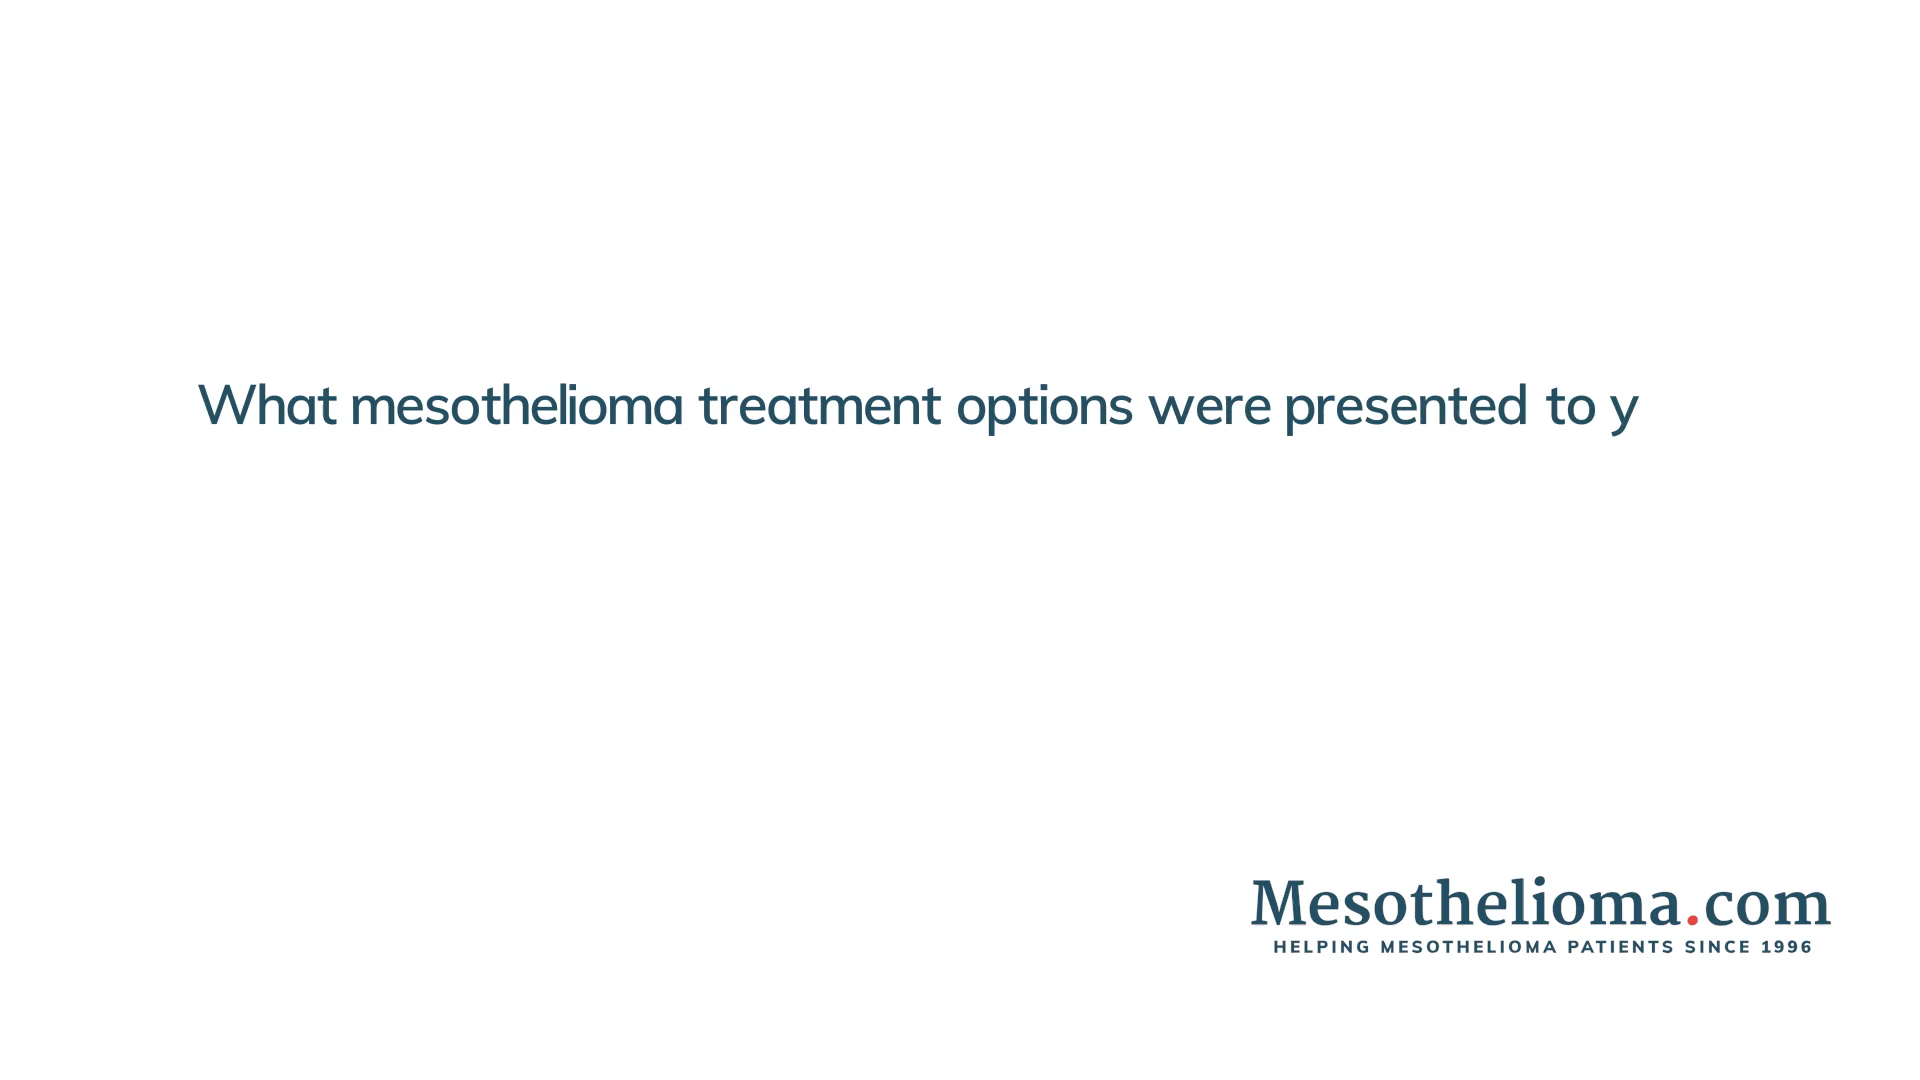 What mesothelioma treatment options were presented to y
Mesothelioma.com
HELPING MESOTHELIOMA PATIENTS SINCE 1996